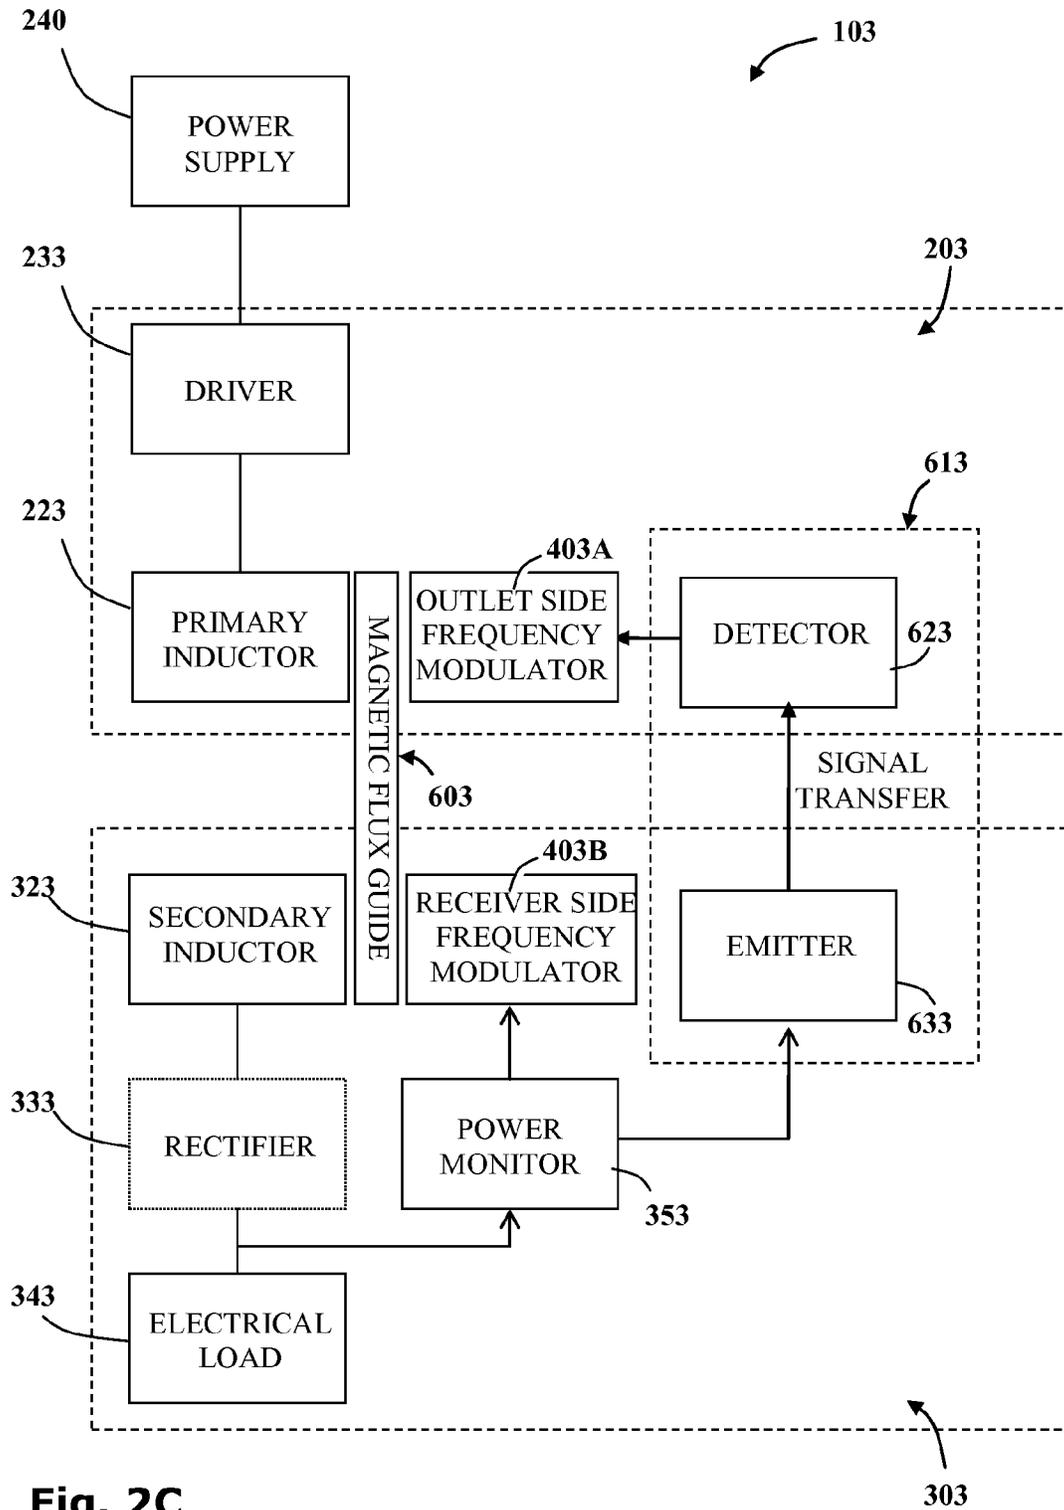 240
103
POWER
SUPPLY
233
203
DRIVER
613
223
403A
PRIMARY
INDUCTOR
MAGNETIC FLUX GUIDE
OUTLET SIDE
FREQUENCY
MODULATOR
DETECTOR
623
SIGNAL
TRANSFER
603
403B
323
SECONDARY
INDUCTOR
RECEIVER SIDE
FREQUENCY
MODULATOR
EMITTER
633
333
RECTIFIER
POWER
MONITOR
353
343
ELECTRICAL
LOAD
303
Fig. 2C